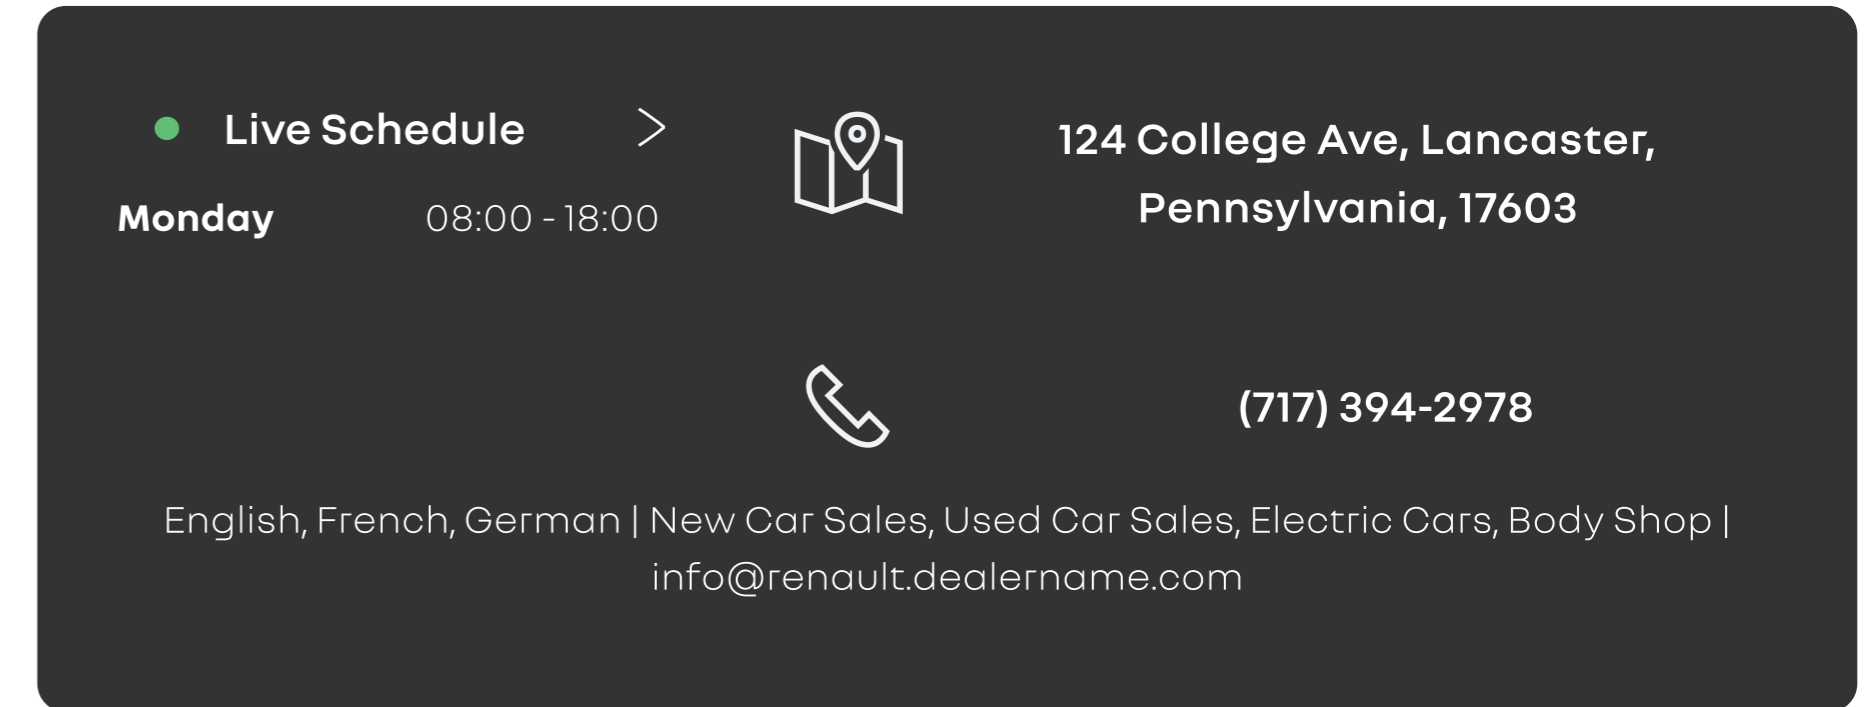 Live Schedule
Monday 08:00 - 18:00
124 College Ave, Lancaster,
Pennsylvania, 17603
(717) 394-2978
English, French, German | New Car Sales, Used Car Sales, Electric Cars, Body Shop |
info@renault.dealername.com